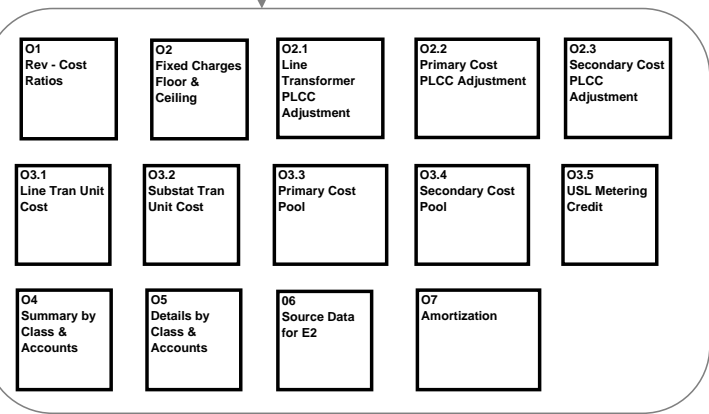 O1
Rev - Cost
Ratios
O2
Fixed Charges
Floor &
Ceiling
O2.1
Line
Transformer
PLCC
Adjustment
O2.2
Primary Cost
PLCC Adjustment
O2.3
Secondary Cost
PLCC
Adjustment
O3.1
Line Tran Unit
Cost
O3.2
Substat Tran
Unit Cost
O3.3
Primary Cost
Pool
O3.4
Secondary Cost
Pool
O3.5
USL Metering
Credit
O4
Summary by
Class &
Accounts
O5
Details by
Class &
Accounts
06
Source Data
for E2
O7
Amortization